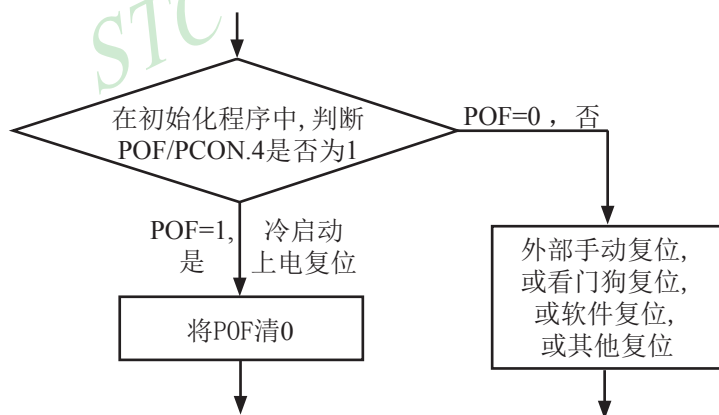 STC
在初始化程序中, 判断
POF/PCON.4是否为1
POF=0 ，否
POF=1,
是
冷启动
上电复位
将POF清0
外部手动复位,
或看门狗复位,
或软件复位,
或其他复位